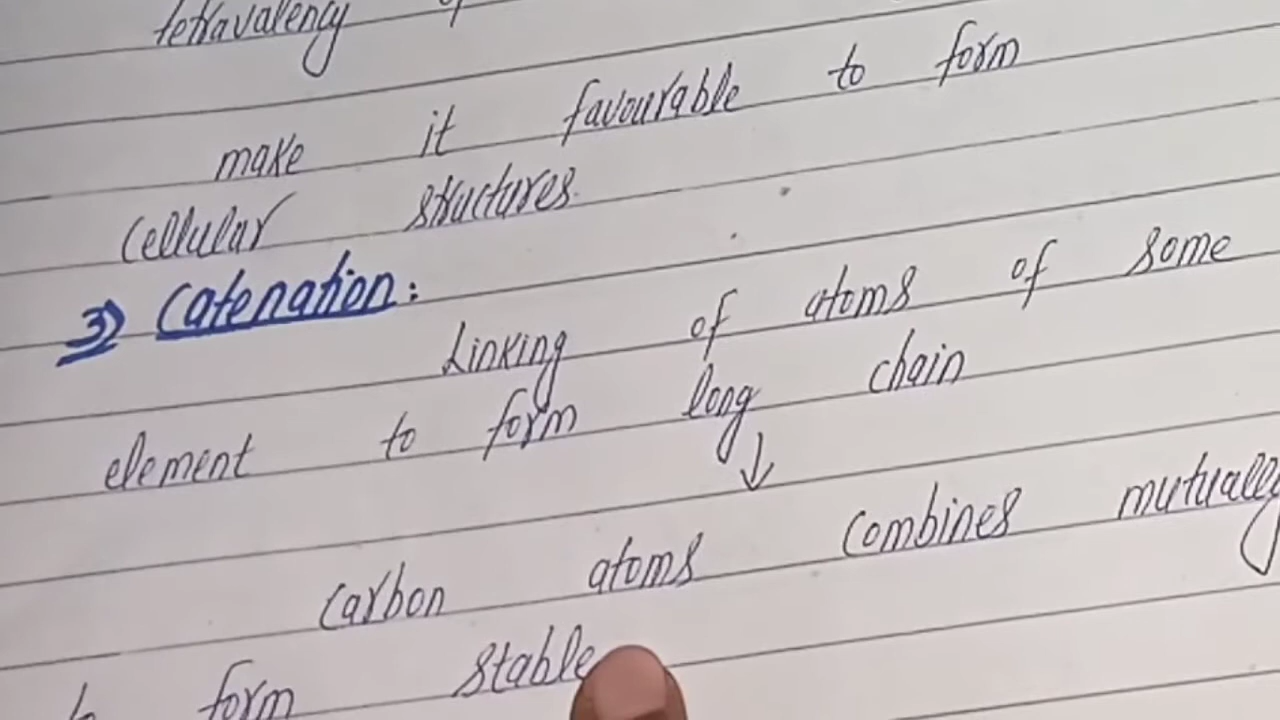 tetravalency
make it favourable to form
cellular structures.
3) Catenation:
Linking of atoms of some
element to form long chain
↓
carbon atoms combines mutually
to form stable